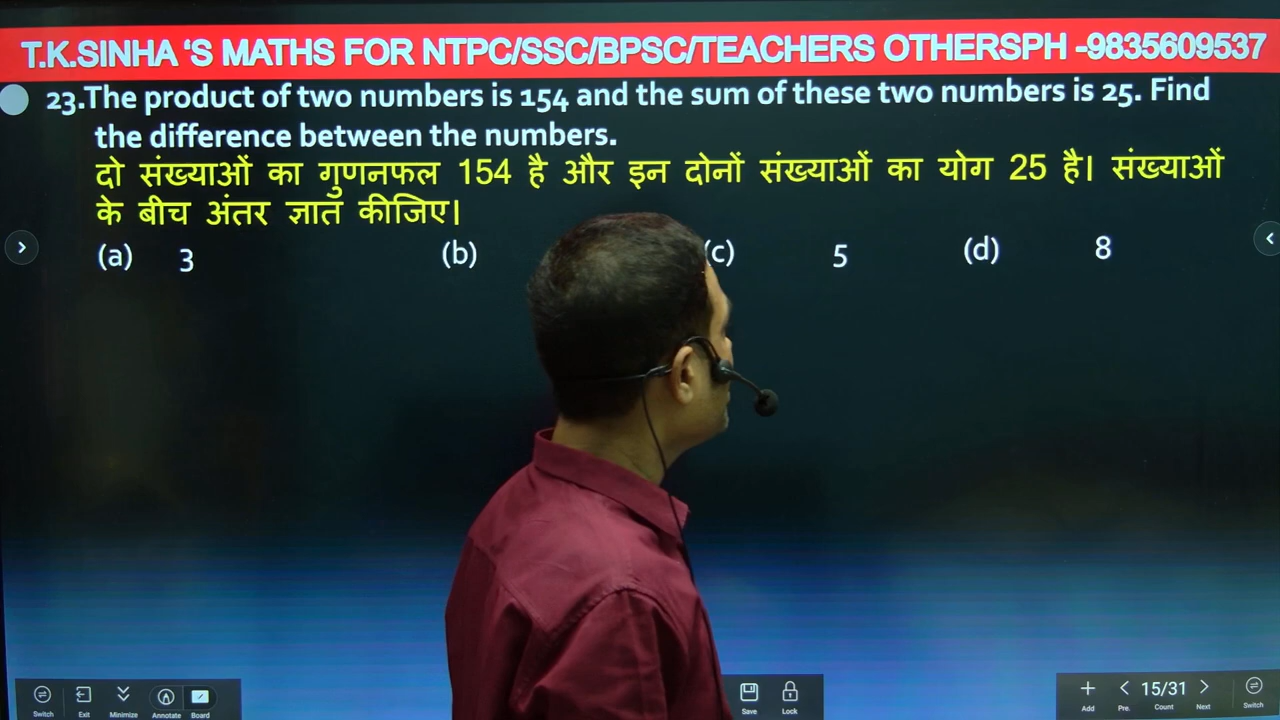 T.K.SINHA ‘S MATHS FOR NTPC/SSC/BPSC/TEACHERS OTHERSPH -9835609537
23.The product of two numbers is 154 and the sum of these two numbers is 25. Find
the difference between the numbers.
दो संख्याओं का गुणनफल 154 है और इन दोनों संख्याओं का योग 25 है। संख्याओं
के बीच अंतर ज्ञात कीजिए।
(a) 3 (b) (c) 5 (d) 8
Switch Exit Minimize Annotate Board Save Lock Add Pre. 15/31 Count Next Switch